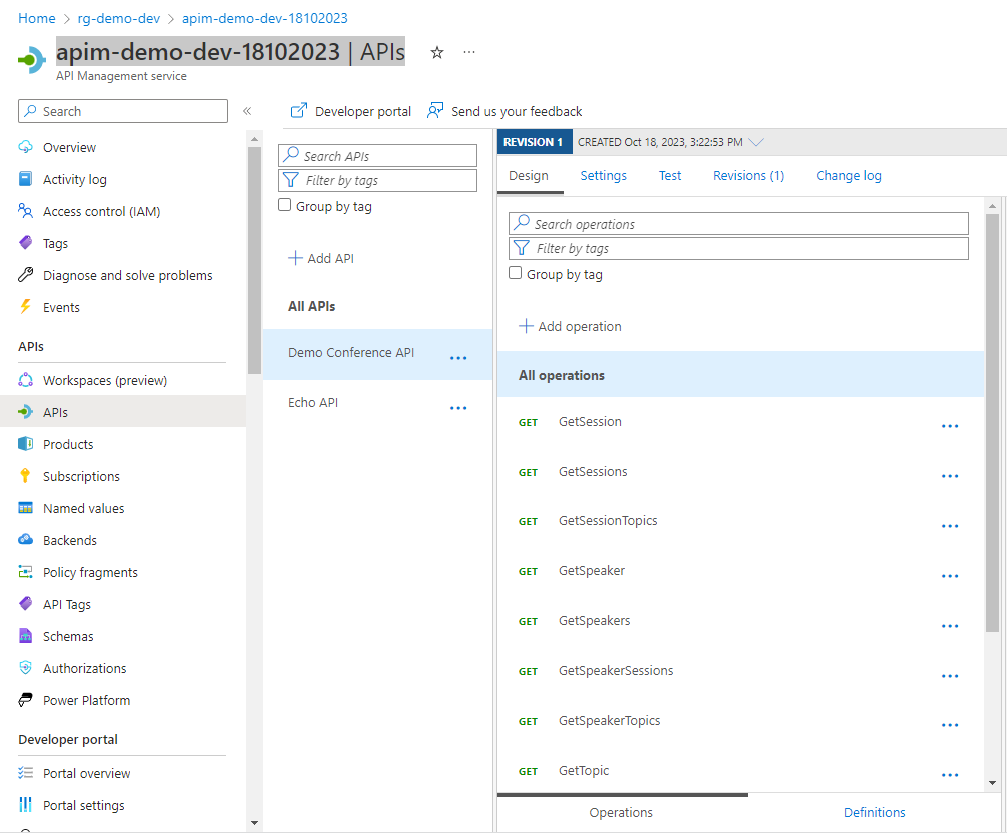 Home > rg-demo-dev > apim-demo-dev-18102023
apim-demo-dev-18102023 | APIs
API Management service
Search
Overview
Activity log
Access control (IAM)
Tags
Diagnose and solve problems
Events
APIs
Workspaces (preview)
APIs
Products
Subscriptions
Named values
Backends
Policy fragments
API Tags
Schemas
Authorizations
Power Platform
Developer portal
Portal overview
Portal settings
Developer portal
Send us your feedback
Search APIs
Filter by tags
Group by tag
Add API
All APIs
Demo Conference API
Echo API
REVISION 1 CREATED Oct 18, 2023, 3:22:53 PM
Design Settings Test Revisions (1) Change log
Search operations
Filter by tags
Group by tag
Add operation
All operations
GET GetSession
GET GetSessions
GET GetSessionTopics
GET GetSpeaker
GET GetSpeakers
GET GetSpeakerSessions
GET GetSpeakerTopics
GET GetTopic
Operations Definitions